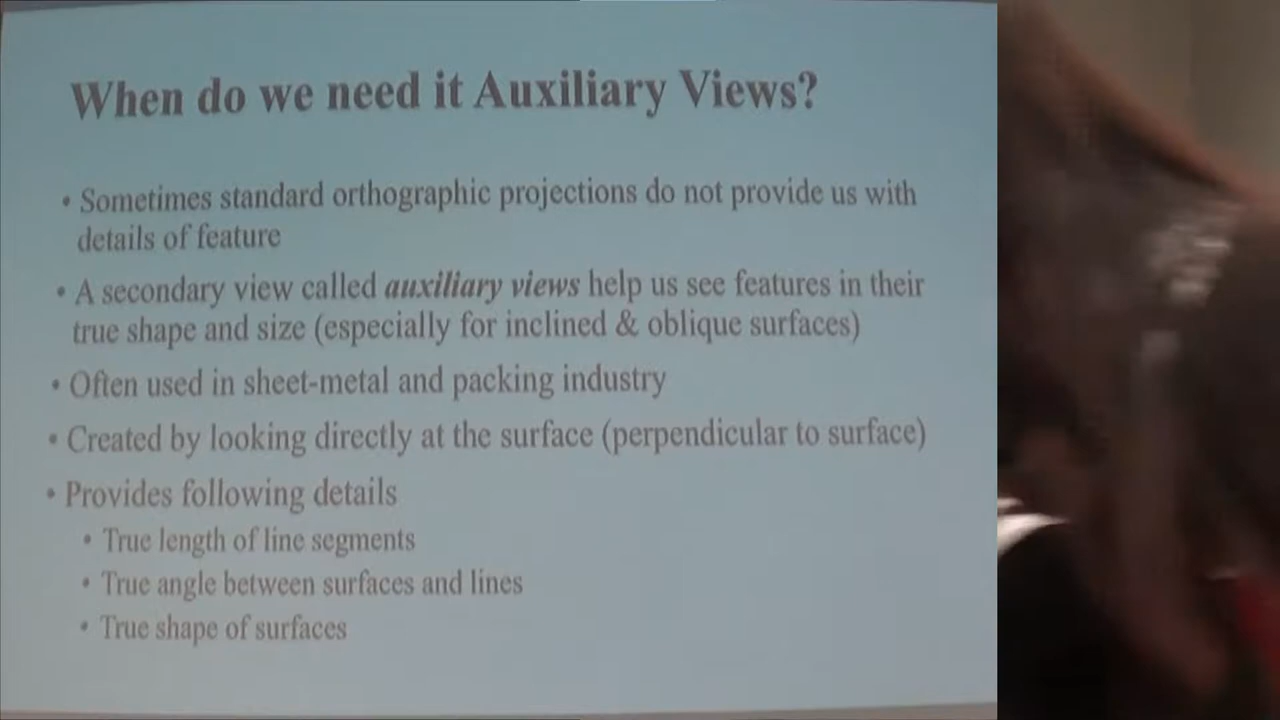 When do we need it Auxiliary Views?
• Sometimes standard orthographic projections do not provide us with
details of feature
• A secondary view called auxiliary views help us see features in their
true shape and size (especially for inclined & oblique surfaces)
• Often used in sheet-metal and packing industry
• Created by looking directly at the surface (perpendicular to surface)
• Provides following details
• True length of line segments
• True angle between surfaces and lines
• True shape of surfaces